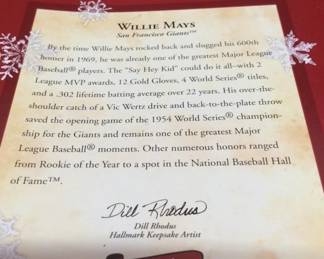 WILLIE MAYS
San Francisco Giants™
By the time Willie Mays rocked back and slugged his 600th
homer in 1969, he was already one of the greatest Major League
Baseball® players. The "Say Hey Kid" could do it all–with 2
League MVP awards, 12 Gold Gloves, 4 World Series® titles,
and a .302 lifetime batting average over 22 years. His over-the-
shoulder catch of a Vic Wertz drive and back-to-the-plate throw
saved the opening game of the 1954 World Series® champion-
ship for the Giants and remains one of the greatest Major
League Baseball® moments. Other numerous honors ranged
from Rookie of the Year to a spot in the National Baseball Hall
of Fame™.
Dill Rhodus
Dill Rhodus
Hallmark Keepsake Artist